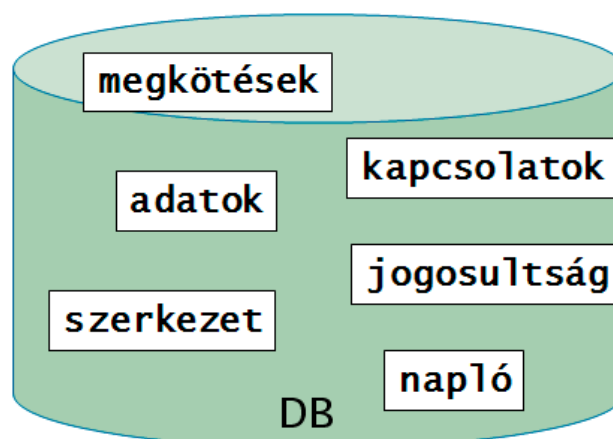 megkötések
kapcsolatok
adatok
jogosultság
szerkezet
napló
DB